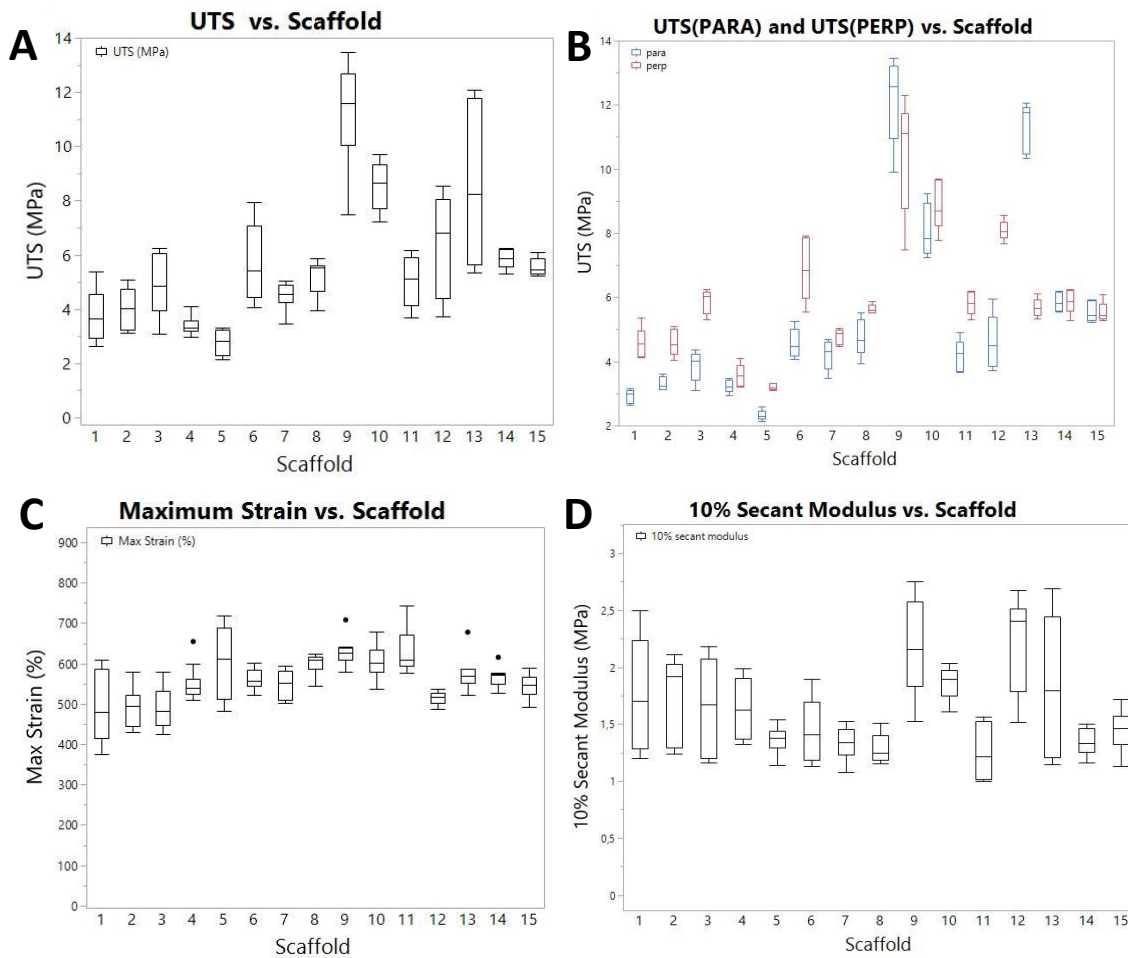 A
UTS vs. Scaffold
UTS (MPa)
14
12
10
8
6
4
2
0
UTS (MPa)
1 2 3 4 5 6 7 8 9 10 11 12 13 14 15
Scaffold
B
UTS(PARA) and UTS(PERP) vs. Scaffold
para
perp
14
12
10
8
6
4
2
UTS (MPa)
1 2 3 4 5 6 7 8 9 10 11 12 13 14 15
Scaffold
C
Maximum Strain vs. Scaffold
Max Strain (%)
900
800
700
600
500
400
300
200
100
0
Max Strain (%)
1 2 3 4 5 6 7 8 9 10 11 12 13 14 15
Scaffold
D
10% Secant Modulus vs. Scaffold
10% secant modulus
3
2,5
2
1,5
1
0,5
0
10% Secant Modulus (MPa)
1 2 3 4 5 6 7 8 9 10 11 12 13 14 15
Scaffold